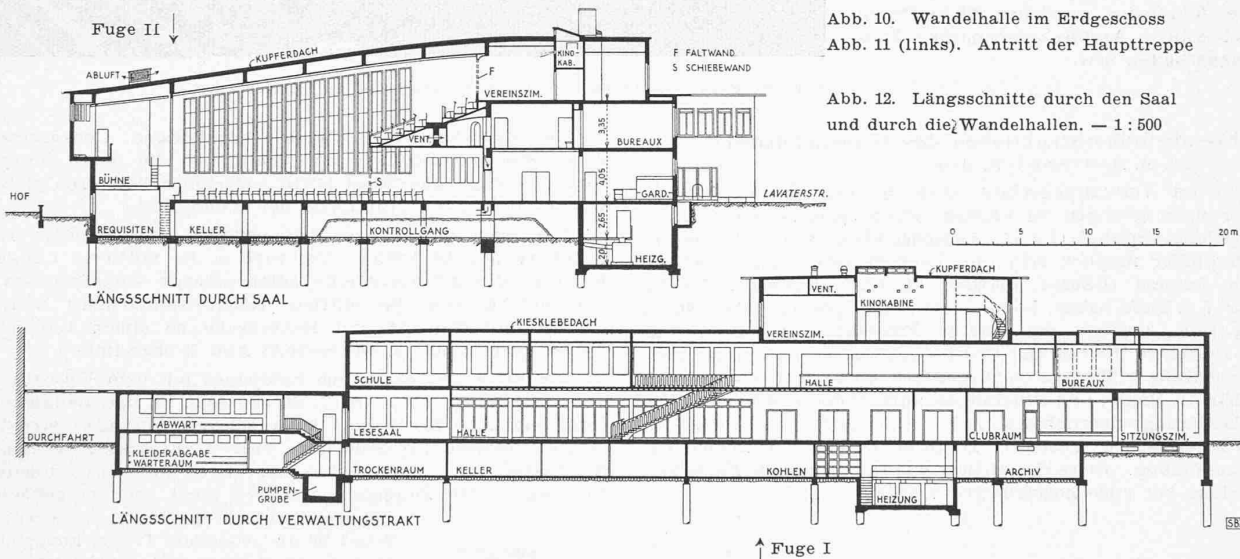 Fuge II
Abb. 10. Wandelhalle im Erdgeschoss
Abb. 11 (links). Antritt der Haupttreppe
Abb. 12. Längsschnitte durch den Saal
und durch die Wandelhallen. — 1 : 500
KUPFERDACH
ABLUFT
KINO-
KAB.
F
F FALTWAND
S SCHIEBEWAND
VEREINSZIM.
VENT.
3,35
BUREAUX
BÜHNE
S
4,05
GARD.
LAVATERSTR.
HOF
REQUISITEN
KELLER
KONTROLLGANG
2,65
HEIZG.
0 5 10 15 20 m
LÄNGSSCHNITT DURCH SAAL
KUPFERDACH
VENT.
KINOKABINE
KIESKLEBEDACH
VEREINSZIM.
SCHULE
HALLE
BUREAUX
ABWART
LESESAAL
HALLE
CLUBRAUM
SITZUNGSZIM.
DURCHFAHRT
KLEIDERABGABE
WARTERAUM
TROCKENRAUM
KELLER
KOHLEN
ARCHIV
PUMPEN-
GRUBE
HEIZUNG
LÄNGSSCHNITT DURCH VERWALTUNGSTRAKT
SB
Fuge I